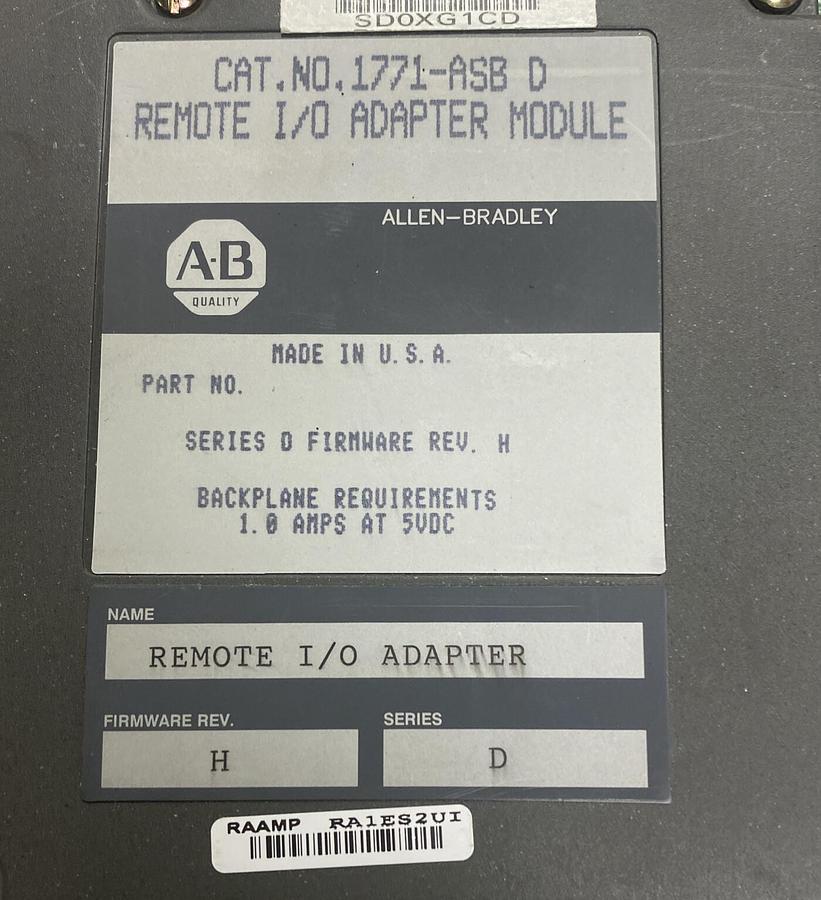 SD0XG1CD
CAT.NO.1771-ASB D
REMOTE I/O ADAPTER MODULE
ALLEN-BRADLEY
A·B
QUALITY
MADE IN U.S.A.
PART NO.
SERIES D FIRMWARE REV. H
BACKPLANE REQUIREMENTS
1.0 AMPS AT 5VDC
NAME
REMOTE I/O ADAPTER
FIRMWARE REV.
SERIES
H
D
RAAMP RA1ES2UI